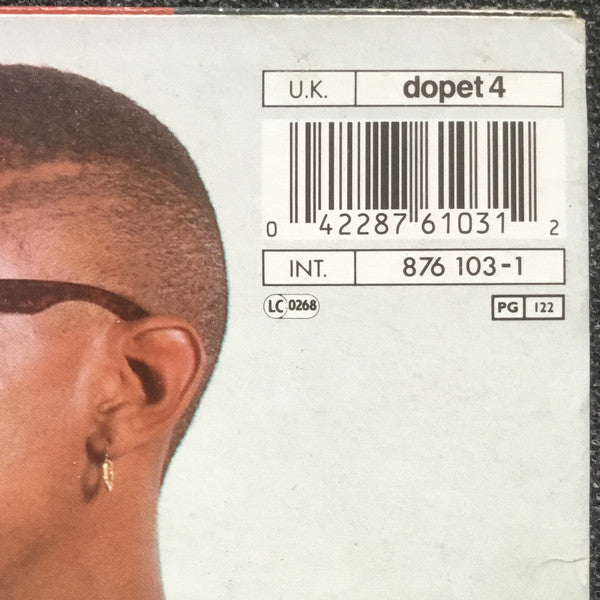 U.K. dopet 4
0 42287 61031 2
INT. 876 103-1
LC 0268 PG 122